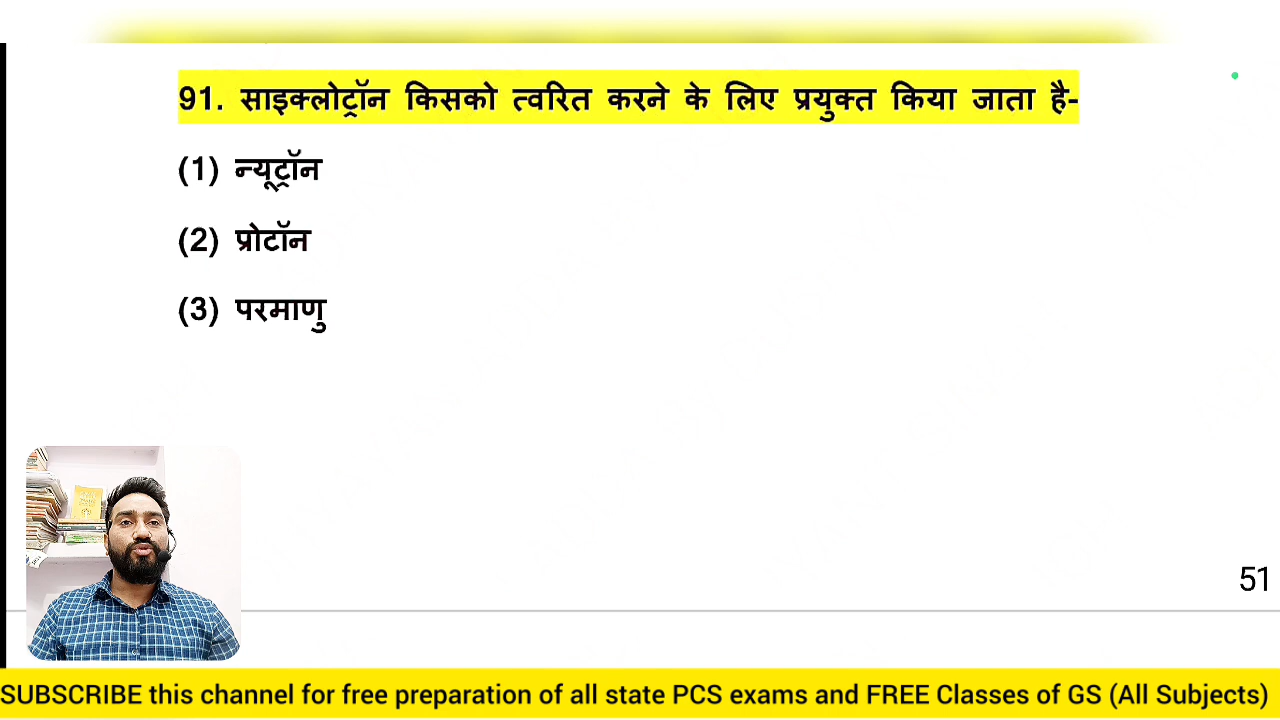 91. साइक्लोट्रॉन किसको त्वरित करने के लिए प्रयुक्त किया जाता है-
(1) न्यूट्रॉन
(2) प्रोटॉन
(3) परमाणु
51
SUBSCRIBE this channel for free preparation of all state PCS exams and FREE Classes of GS (All Subjects)